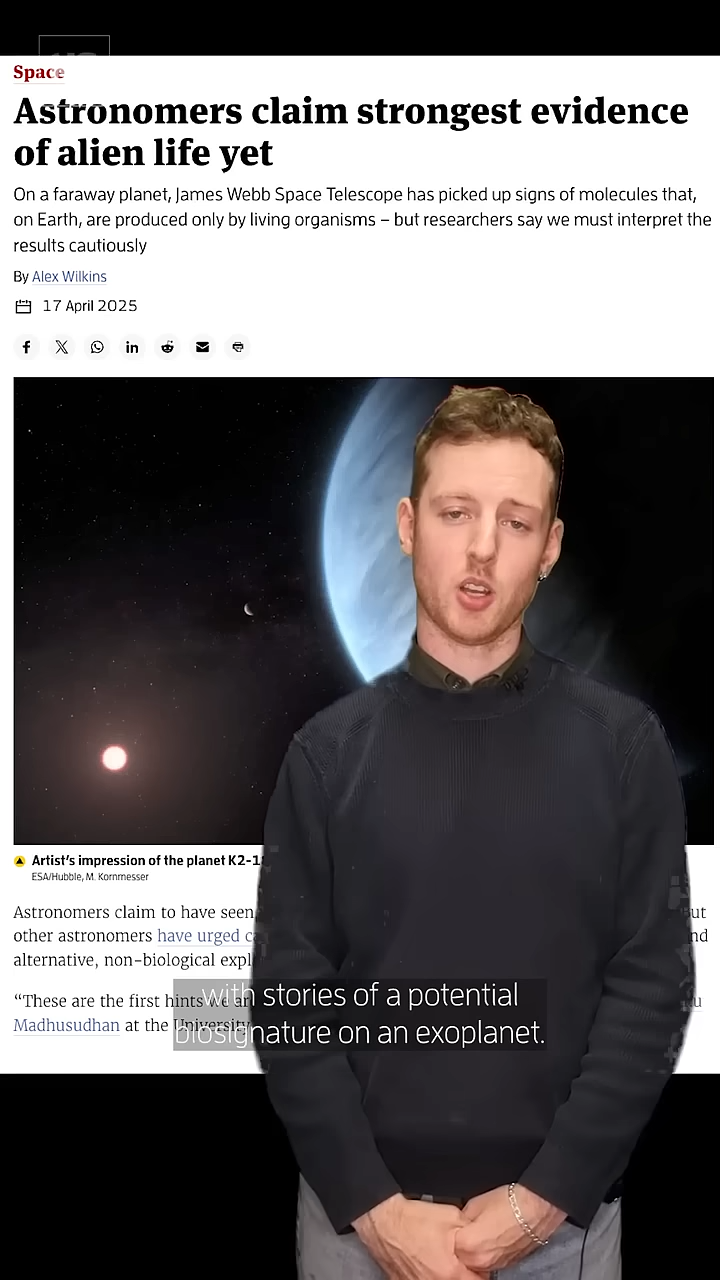 Space
Astronomers claim strongest evidence
of alien life yet
On a faraway planet, James Webb Space Telescope has picked up signs of molecules that,
on Earth, are produced only by living organisms – but researchers say we must interpret the
results cautiously
By Alex Wilkins
17 April 2025
Artist's impression of the planet K2-1
ESA/Hubble, M. Kornmesser
Astronomers claim to have seen
other astronomers have urged
alternative, non-biological
“These are the first hints we
Madhusudhan at the University
with stories of a potential
biosignature on an exoplanet.